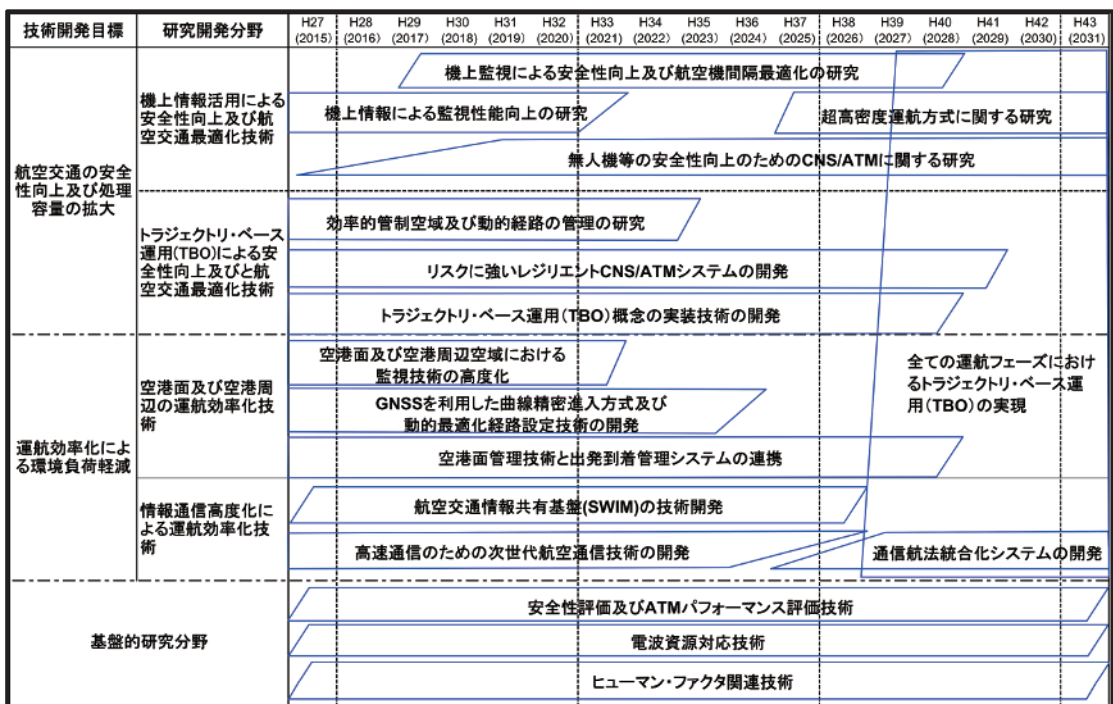 技術開発目標
研究開発分野
H27 H28 H29 H30 H31 H32 H33 H34 H35 H36 H37 H38 H39 H40 H41 H42 H43
(2015) (2016) (2017) (2018) (2019) (2020) (2021) (2022) (2023) (2024) (2025) (2026) (2027) (2028) (2029) (2030) (2031)
航空交通の安全
性向上及び処理
容量の拡大
機上情報活用による
安全性向上及び航
空交通最適化技術
機上監視による安全性向上及び航空機間隔最適化の研究
機上情報による監視性能向上の研究
超高密度運航方式に関する研究
無人機等の安全性向上のためのCNS/ATMに関する研究
トラジェクトリ・ベース
運用(TBO)による安
全性向上及びと航
空交通最適化技術
効率的管制空域及び動的経路の管理の研究
リスクに強いレジリエントCNS/ATMシステムの開発
トラジェクトリ・ベース運用(TBO)概念の実装技術の開発
運航効率化によ
る環境負荷軽減
空港面及び空港周
辺の運航効率化技
術
空港面及び空港周辺空域における
監視技術の高度化
GNSSを利用した曲線精密進入方式及び
動的最適化経路設定技術の開発
空港面管理技術と出発到着管理システムの連携
全ての運航フェーズにおけ
るトラジェクトリ・ベース運
用(TBO)の実現
情報通信高度化に
よる運航効率化技
術
航空交通情報共有基盤(SWIM)の技術開発
高速通信のための次世代航空通信技術の開発
通信航法統合化システムの開発
基盤的研究分野
安全性評価及びATMパフォーマンス評価技術
電波資源対応技術
ヒューマン・ファクタ関連技術